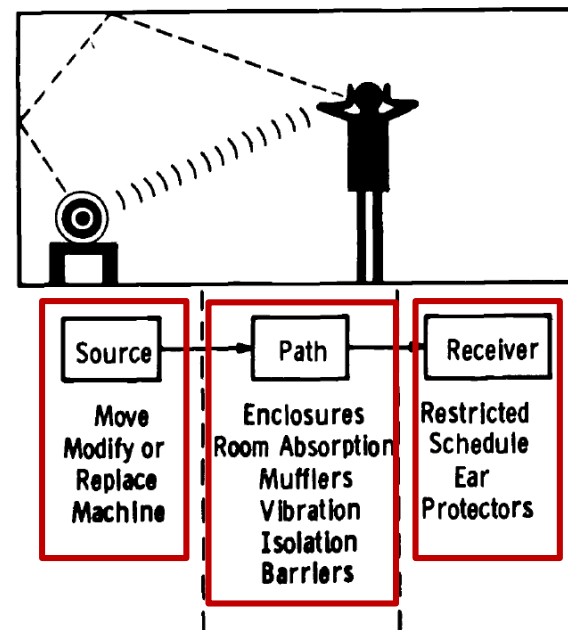 Source
Move
Modify or
Replace
Machine
Path
Enclosures
Room Absorption
Mufflers
Vibration
Isolation
Barriers
Receiver
Restricted
Schedule
Ear
Protectors